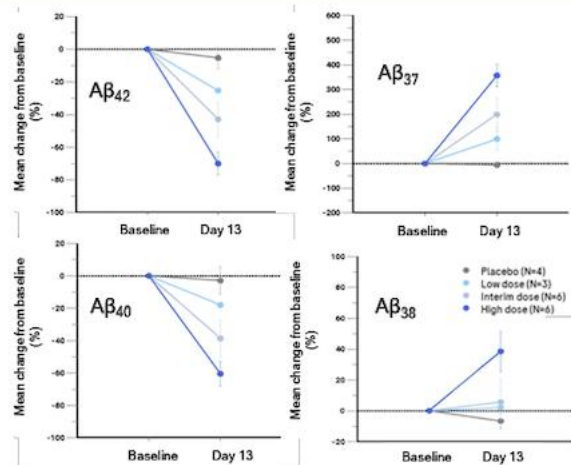 Mean change from baseline
(%)
20
0
-20
-40
-60
-80
-100
Aβ42
Baseline
Day 13
Mean change from baseline
(%)
600
500
400
300
200
100
0
-100
200
Aβ37
Baseline
Day 13
Mean change from baseline
(%)
20
0
-20
-40
-60
-80
-100
Aβ40
Baseline
Day 13
Mean change from baseline
(%)
100
80
60
40
20
0
-20
Placebo (N=4)
Low dose (N=3)
Interim dose (N=6)
High dose (N=6)
Aβ38
Baseline
Day 13